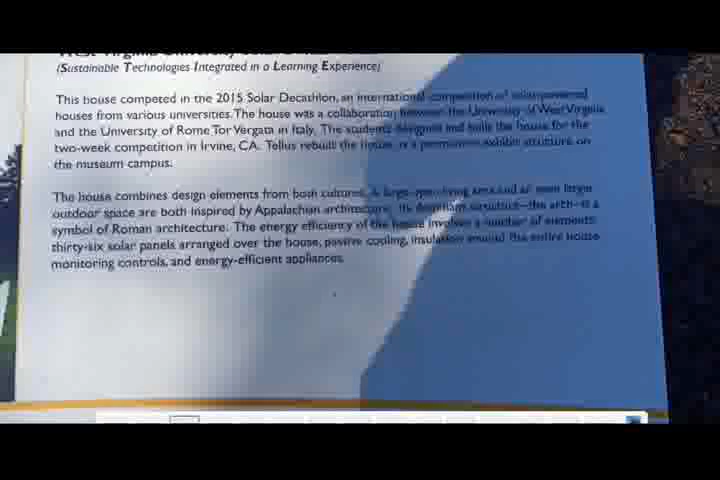 West Virginia University
(Sustainable Technologies Integrated in a Learning Experience)
This house competed in the 2015 Solar Decathlon, an international competition of solar-powered
houses from various universities. The house was a collaboration between the University of West Virginia
and the University of Rome Tor Vergata in Italy. The students designed and built the house for the
two-week competition in Irvine, CA. Tellus rebuilt the house as a permanent exhibit structure on
the museum campus.
The house combines design elements from both cultures. A large open living area and an even larger
outdoor space are both inspired by Appalachian architecture. Its dominant structure—the arch—is a
symbol of Roman architecture. The energy efficiency of the house involves a number of elements:
thirty-six solar panels arranged over the house, passive cooling, insulation around the entire house
monitoring controls, and energy-efficient appliances.